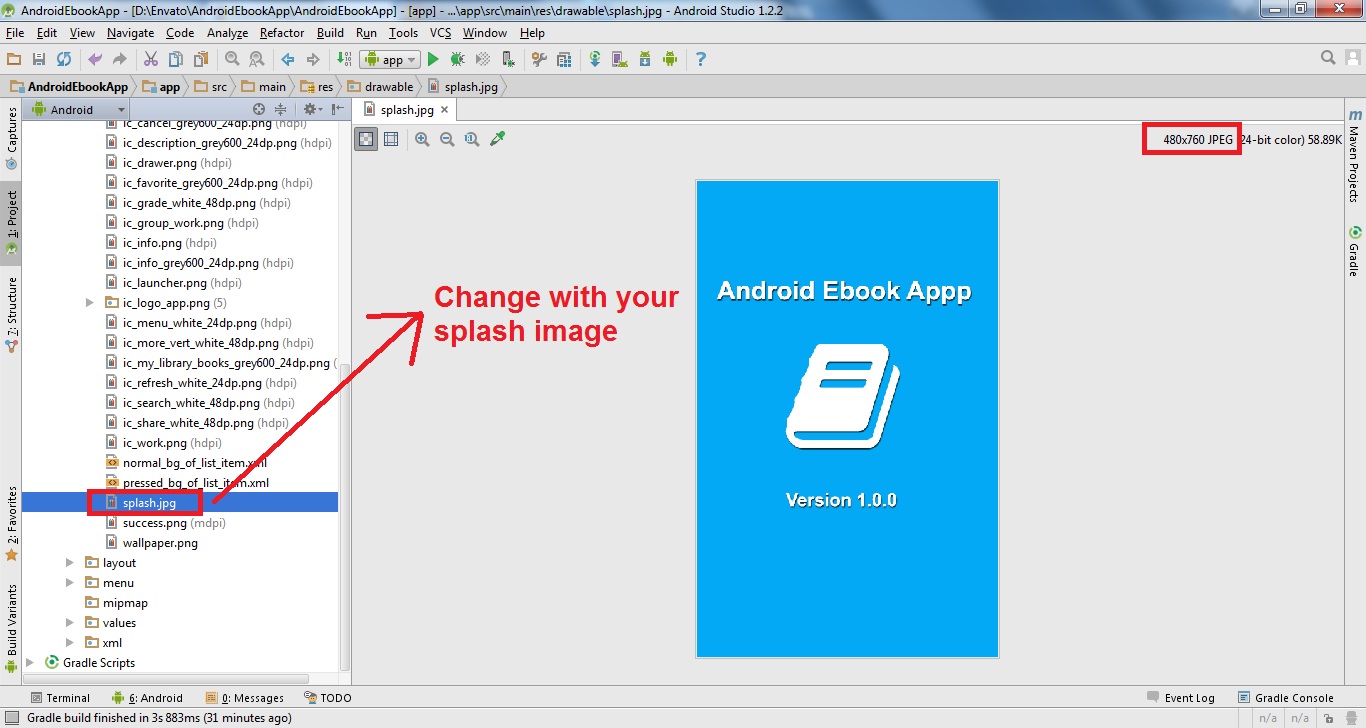 AndroidEbookApp - [D:\Envato\AndroidEbookApp\AndroidEbookApp] - [app] - ...\app\src\main\res\drawable\splash.jpg - Android Studio 1.2.2
File Edit View Navigate Code Analyze Refactor Build Run Tools VCS Window Help
app
AndroidEbookApp app src main res drawable splash.jpg
Captures
1: Project
7: Structure
2: Favorites
Build Variants
Android
ic_cancel_grey600_24dp.png (hdpi)
ic_description_grey600_24dp.png (hdpi)
ic_drawer.png (hdpi)
ic_favorite_grey600_24dp.png (hdpi)
ic_grade_white_48dp.png (hdpi)
ic_group_work.png (hdpi)
ic_info.png (hdpi)
ic_info_grey600_24dp.png (hdpi)
ic_launcher.png (hdpi)
ic_logo_app.png (5)
ic_menu_white_24dp.png (hdpi)
ic_more_vert_white_48dp.png (hdpi)
ic_my_library_books_grey600_24dp.png (
ic_refresh_white_24dp.png (hdpi)
ic_search_white_48dp.png (hdpi)
ic_share_white_48dp.png (hdpi)
ic_work.png (hdpi)
normal_bg_of_list_item.xml
pressed_bg_of_list_item.xml
splash.jpg
success.png (mdpi)
wallpaper.png
layout
menu
mipmap
values
xml
Gradle Scripts
splash.jpg
480x760 JPEG (24-bit color) 58.89K
Change with your
splash image
Android Ebook Appp
Version 1.0.0
Maven Projects
Gradle
Terminal 6: Android 0: Messages TODO Event Log Gradle Console
Gradle build finished in 3s 883ms (31 minutes ago) n/a n/a